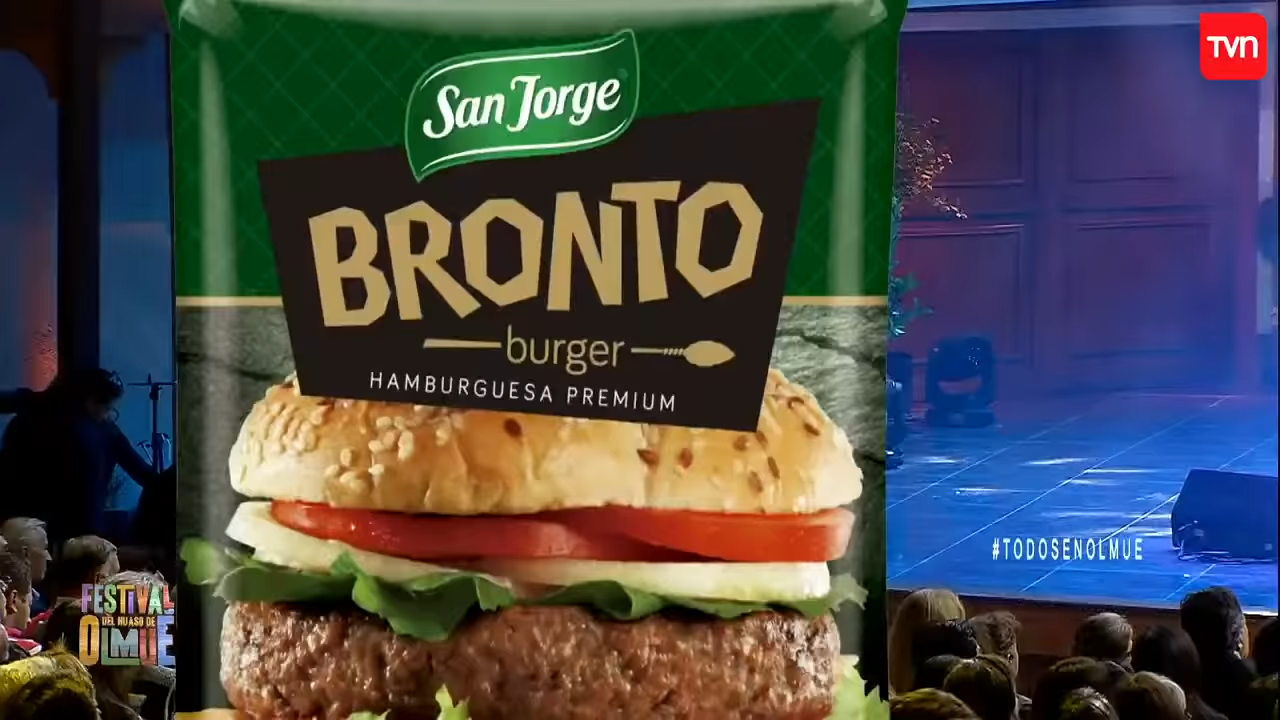 San Jorge
BRONTO
burger
HAMBURGUESA PREMIUM
TVN
#TODOSENOLMUE
FESTIVAL
DEL HUASO DE
OLMUE